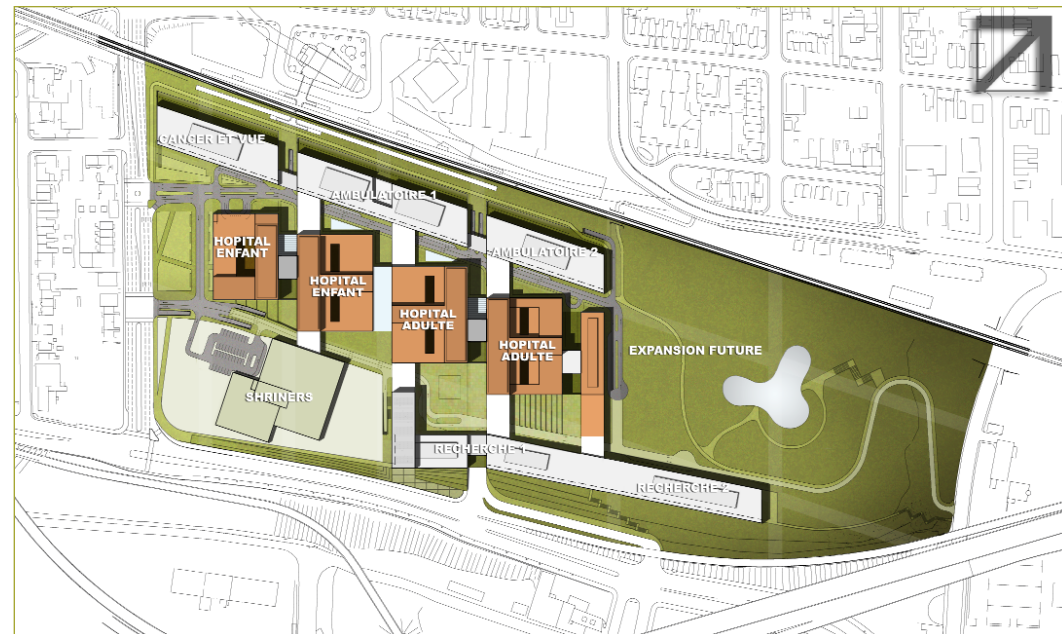 CANCER ET VUE
AMBULATOIRE 1
HOPITAL
ENFANT
AMBULATOIRE 2
HOPITAL
ENFANT
HOPITAL
ADULTE
HOPITAL
ADULTE
EXPANSION FUTURE
SHRINERS
RECHERCHE 1
RECHERCHE 2